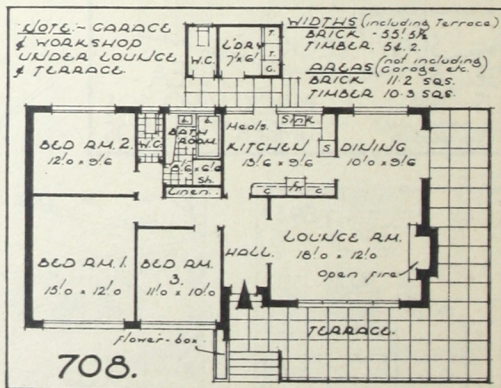 NOTE:- GARAGE
& WORKSHOP
UNDER LOUNGE
& TERRACE.
WIDTHS (including Terrace)
BRICK - 55'.5½
TIMBER. 54.2.
AREAS (not including
Garage etc.)
BRICK 11.2 SQS.
TIMBER 10.3 SQS.
W.C.
L'DRY
7'x6'
T.
T.
C.
BED RM. 2.
12'.0 x 9'.6
W.C.
BATH
ROOM.
8'.6 x 6'.6
Sh.
Linen.
Meals.
Sink
KITCHEN
13'.6 x 9'.6
S
DINING
10'.0 x 9'.6
C
C
BED RM. 1.
15'.0 x 12'.0
BED RM.
3.
11'.0 x 10'.0
HALL.
LOUNGE RM.
18'.0 x 12'.0
Open fire
TERRACE.
flower-box.
708.